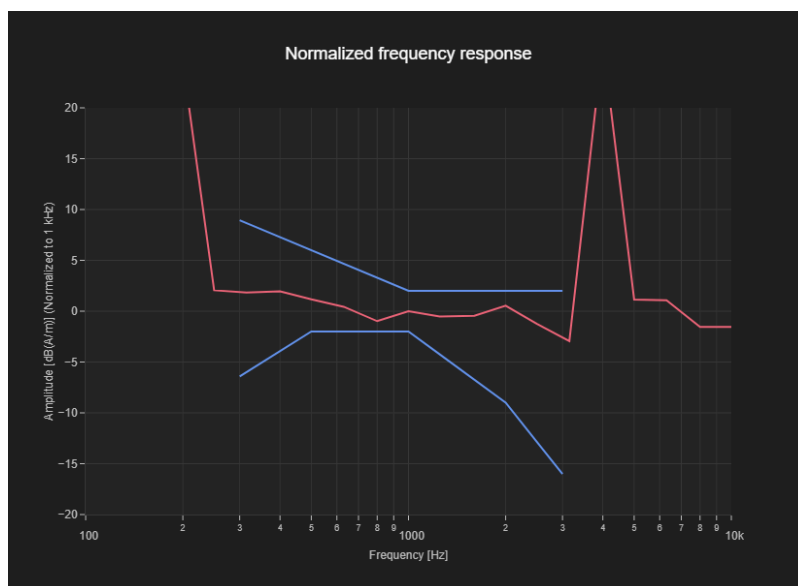 Normalized frequency response
Amplitude [dB(A/m)] (Normalized to 1 kHz)
20
15
10
5
0
−5
−10
−15
−20
100 2 3 4 5 6 7 8 9 1000 2 3 4 5 6 7 8 9 10k
Frequency [Hz]